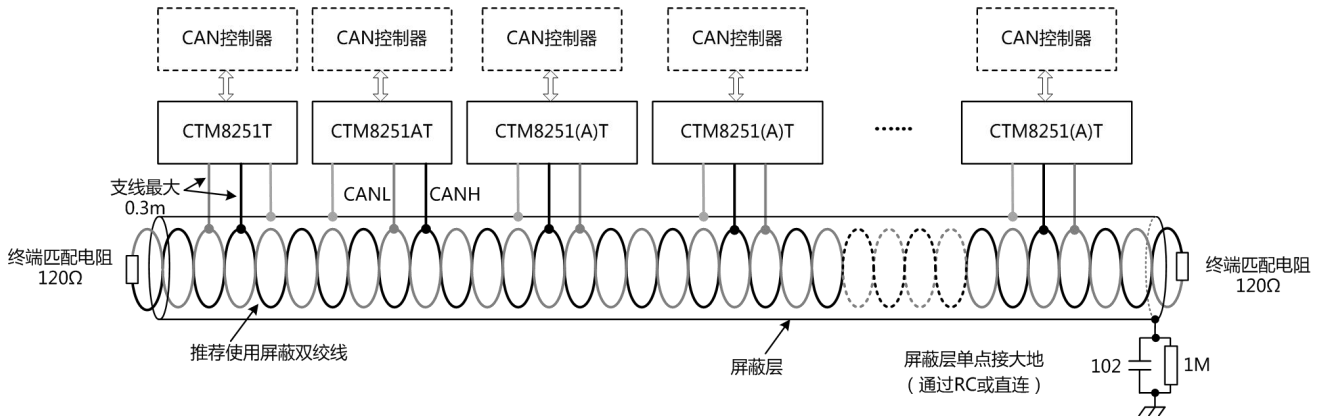 CAN控制器
CAN控制器
CAN控制器
CAN控制器
CAN控制器
CTM8251T
CTM8251AT
CTM8251(A)T
CTM8251(A)T
······
CTM8251(A)T
支线最大
0.3m
CANL
CANH
终端匹配电阻
120Ω
终端匹配电阻
120Ω
推荐使用屏蔽双绞线
屏蔽层
屏蔽层单点接大地
（通过RC或直连）
102
1M